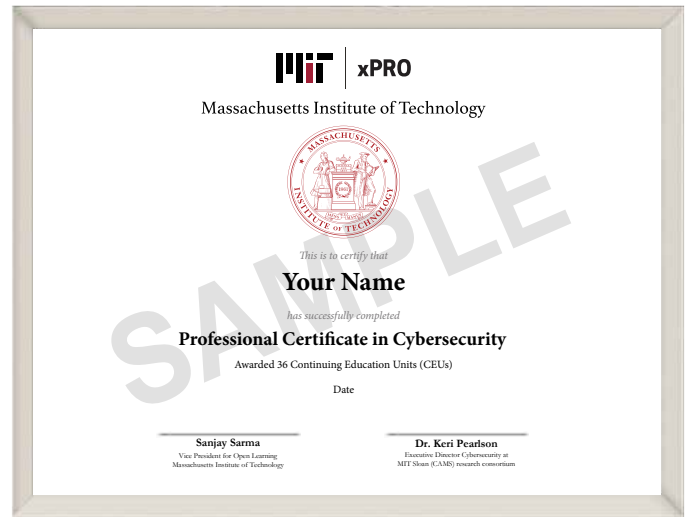 MIT xPRO
Massachusetts Institute of Technology
MASSACHUSETTS
INSTITUTE OF TECHNOLOGY
1861
SAMPLE
This is to certify that
Your Name
has successfully completed
Professional Certificate in Cybersecurity
Awarded 36 Continuing Education Units (CEUs)
Date
Sanjay Sarma
Vice President for Open Learning
Massachusetts Institute of Technology
Dr. Keri Pearlson
Executive Director Cybersecurity at
MIT Sloan (CAMS) research consortium